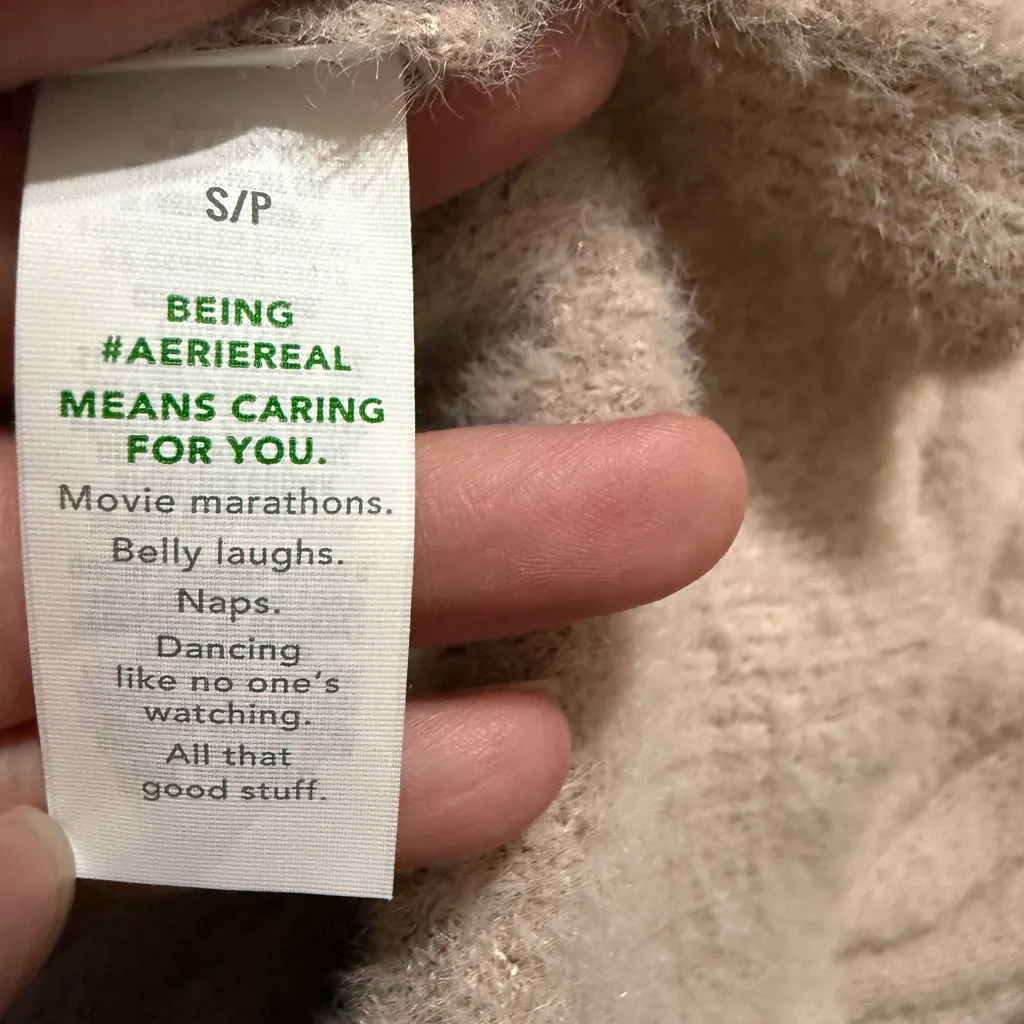 S/P
BEING
#AERIEREAL
MEANS CARING
FOR YOU.
Movie marathons.
Belly laughs.
Naps.
Dancing
like no one's
watching.
All that
good stuff.